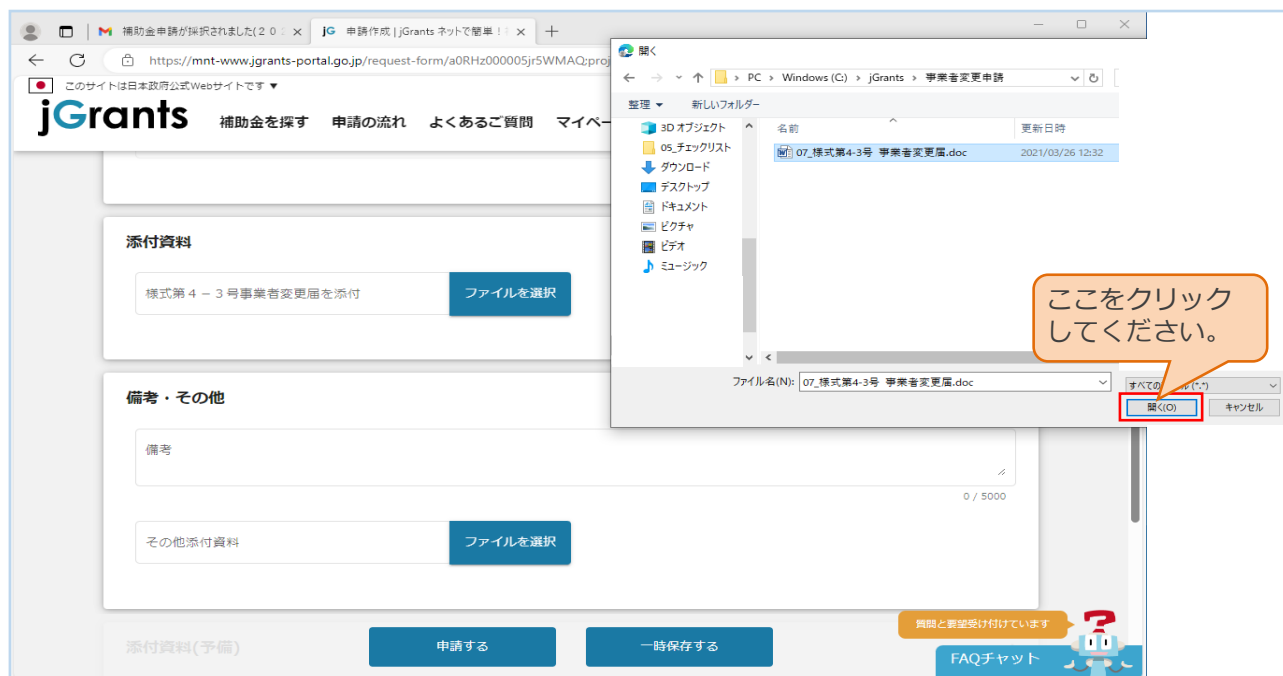 補助金申請が採択されました(２０
jG 申請作成 | jGrants ネットで簡単！
https://mnt-www.jgrants-portal.go.jp/request-form/a0RHz000005jr5WMAQ;proj
このサイトは日本政府公式Webサイトです ▼
jGrants
補助金を探す 申請の流れ よくあるご質問 マイペー
添付資料
様式第４－３号事業者変更届を添付
ファイルを選択
備考・その他
備考
0 / 5000
その他添付資料
ファイルを選択
添付資料(予備)
申請する
一時保存する
質問と要望受け付けています
FAQチャット
開く
PC › Windows (C:) › jGrants › 事業者変更申請
整理 ▼ 新しいフォルダー
3D オブジェクト
05_チェックリスト
ダウンロード
デスクトップ
ドキュメント
ピクチャ
ビデオ
ミュージック
名前 更新日時
07_様式第4-3号 事業者変更届.doc 2021/03/26 12:32
ファイル名(N): 07_様式第4-3号 事業者変更届.doc
すべての (*.*)
開く(O) キャンセル
ここをクリック
してください。